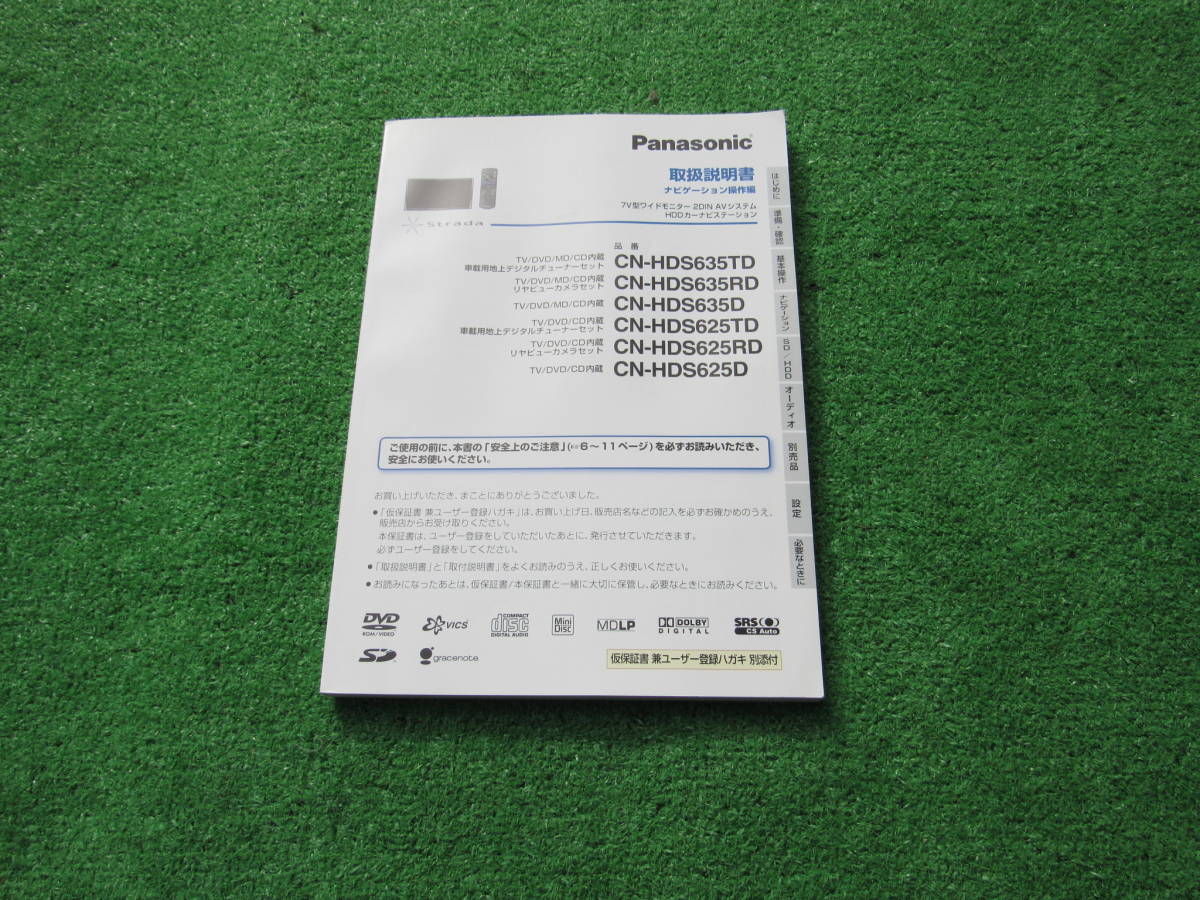 Panasonic
取扱説明書
ナビゲーション操作編
7V型ワイドモニター 2DIN AVシステム
HDDカーナビステーション
Strada
品 番
TV/DVD/MD/CD内蔵
車載用地上デジタルチューナーセット
CN-HDS635TD
TV/DVD/MD/CD内蔵
リヤビューカメラセット
CN-HDS635RD
TV/DVD/MD/CD内蔵
CN-HDS635D
TV/DVD/CD内蔵
車載用地上デジタルチューナーセット
CN-HDS625TD
TV/DVD/CD内蔵
リヤビューカメラセット
CN-HDS625RD
TV/DVD/CD内蔵
CN-HDS625D
ご使用の前に、本書の「安全上のご注意」(☞6〜11ページ)を必ずお読みいただき、
安全にお使いください。
お買い上げいただき、まことにありがとうございました。
●「仮保証書 兼ユーザー登録ハガキ」は、お買い上げ日、販売店名などの記入を必ずお確かめのうえ、
販売店からお受け取りください。
本保証書は、ユーザー登録をしていただいたあとに、発行させていただきます。
必ずユーザー登録をしてください。
●「取扱説明書」と「取付説明書」をよくお読みのうえ、正しくお使いください。
●お読みになったあとは、仮保証書/本保証書と一緒に大切に保管し、必要なときにお読みください。
DVD
ROM/VIDEO
VICS
COMPACT
disc
DIGITAL AUDIO
Mini
Disc
MDLP
DOLBY
DIGITAL
SRS
CS Auto
SD
gracenote.
仮保証書 兼ユーザー登録ハガキ 別添付
はじめに
準備・確認
基本操作
ナビゲーション
SD/HDD
オーディオ
別売品
設定
必要なときに